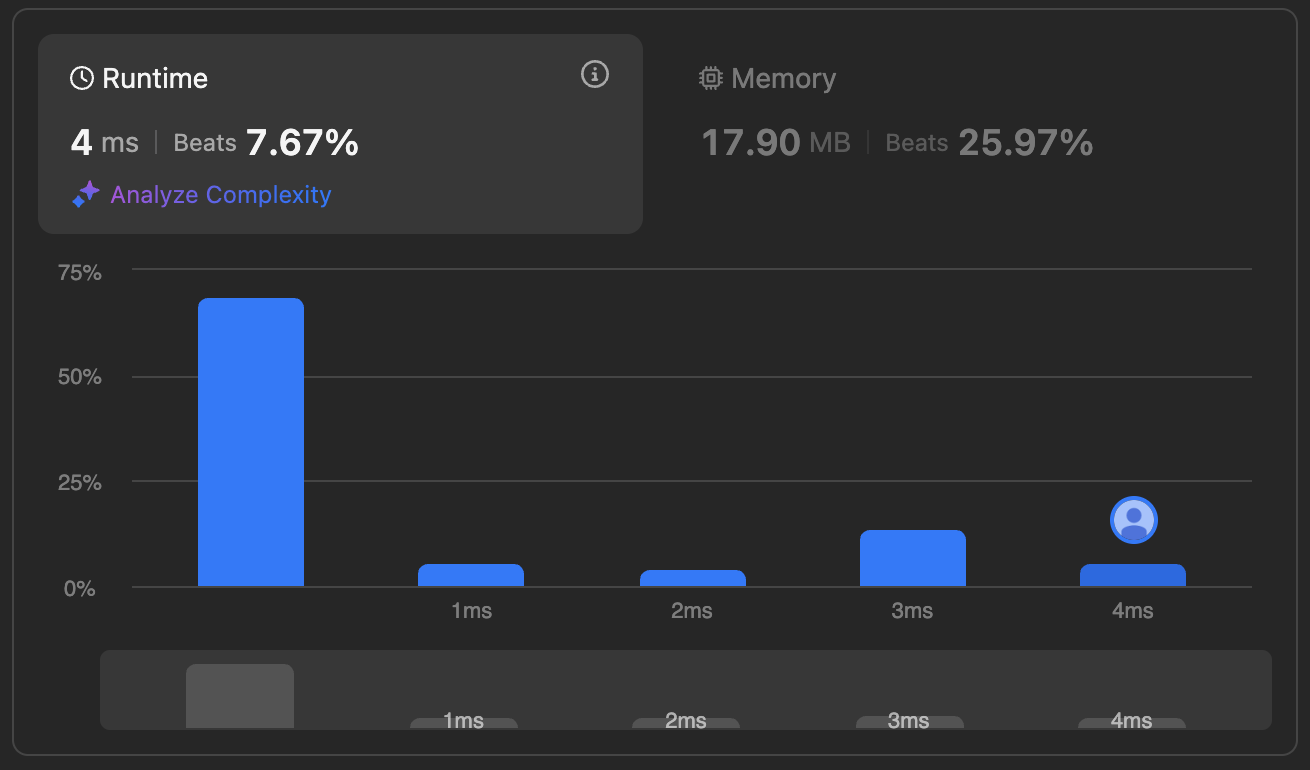 Runtime
4 ms | Beats 7.67%
Analyze Complexity
Memory
17.90 MB | Beats 25.97%
75%
50%
25%
0%
1ms 2ms 3ms 4ms
1ms 2ms 3ms 4ms